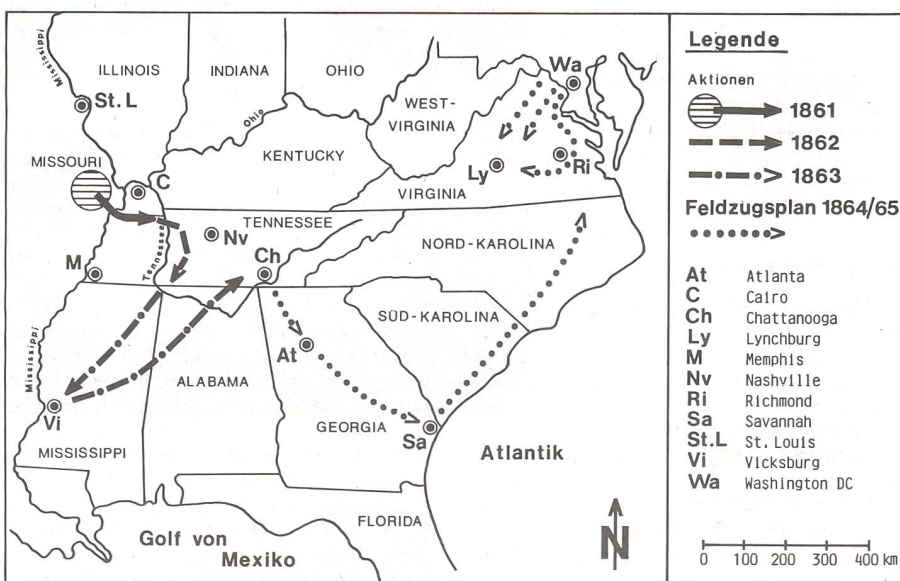 Mississippi
ILLINOIS
INDIANA
OHIO
Wa
St.L
Ohio
WEST-
VIRGINIA
MISSOURI
KENTUCKY
Ly
Ri
C
VIRGINIA
TENNESSEE
Nv
NORD-KAROLINA
Tennessee
M
Ch
SÜD-KAROLINA
At
Mississippi
ALABAMA
Vi
GEORGIA
Sa
MISSISSIPPI
Atlantik
FLORIDA
Golf von
Mexiko
N
Legende
Aktionen
1861
1862
1863
Feldzugsplan 1864/65
At Atlanta
C Cairo
Ch Chattanooga
Ly Lynchburg
M Memphis
Nv Nashville
Ri Richmond
Sa Savannah
St.L St. Louis
Vi Vicksburg
Wa Washington DC
0 100 200 300 400 km